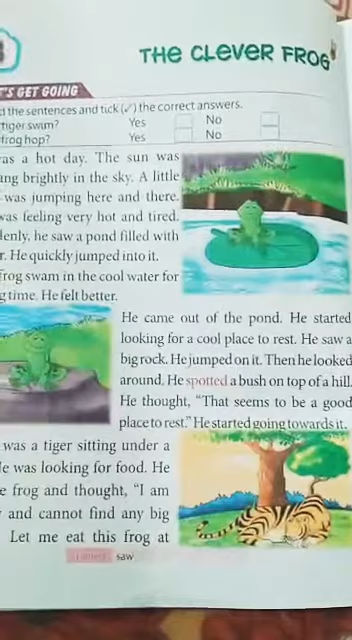 THE CLEVER FROG
T'S GET GOING
d the sentences and tick (✓) the correct answers.
tiger swim? Yes No
frog hop? Yes No
as a hot day. The sun was
ng brightly in the sky. A little
was jumping here and there.
was feeling very hot and tired.
lenly, he saw a pond filled with
r. He quickly jumped into it.
frog swam in the cool water for
g time. He felt better.
He came out of the pond. He started
looking for a cool place to rest. He saw a
big rock. He jumped on it. Then he looked
around. He spotted a bush on top of a hill.
He thought, “That seems to be a good
place to rest.” He started going towards it.
was a tiger sitting under a
e was looking for food. He
e frog and thought, “I am
and cannot find any big
Let me eat this frog at
saw